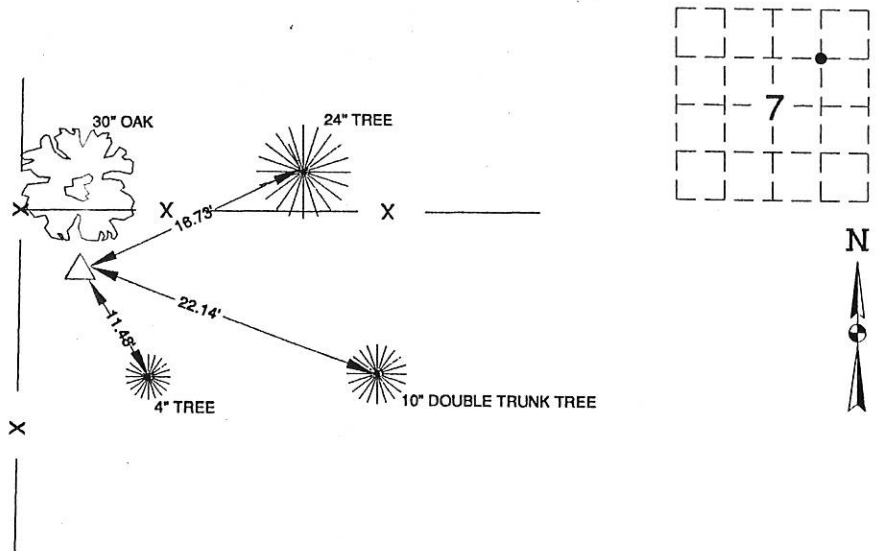 30" OAK
24" TREE
7
X
X
X
16.73'
N
22.14'
11.48'
4" TREE
10" DOUBLE TRUNK TREE
X